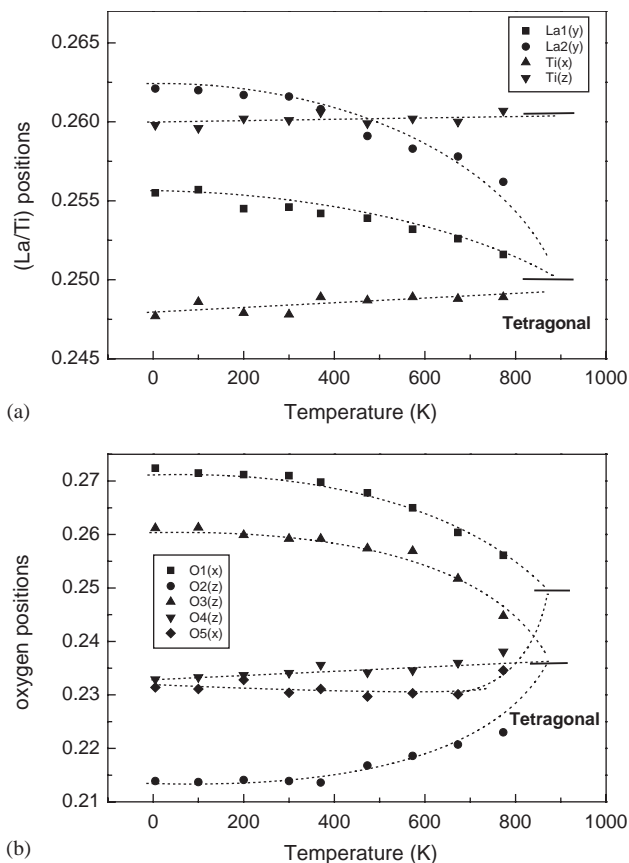 (a)
(La/Ti) positions
0.265
0.260
0.255
0.250
0.245
La1(y)
La2(y)
Ti(x)
Ti(z)
Tetragonal
0 200 400 600 800 1000
Temperature (K)
(b)
oxygen positions
0.27
0.26
0.25
0.24
0.23
0.22
0.21
O1(x)
O2(z)
O3(z)
O4(z)
O5(x)
Tetragonal
0 200 400 600 800 1000
Temperature (K)